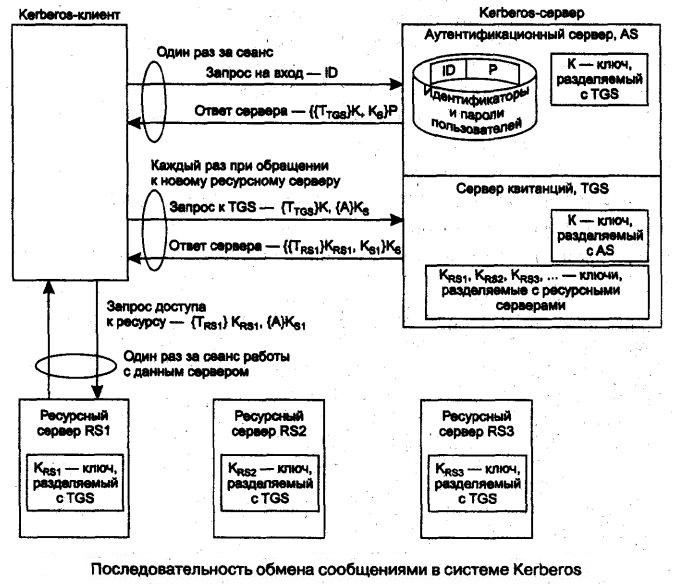 Kerberos-клиент
Kerberos-сервер
Аутентификационный сервер, AS
Один раз за сеанс
Запрос на вход — ID
ID
P
K — ключ,
разделяемый
с TGS
Ответ сервера — {{T_TGS}K, K_S}P
Идентификаторы
и пароли
пользователей
Каждый раз при обращении
к новому ресурсному серверу
Сервер квитанций, TGS
Запрос к TGS — {T_TGS}K, {A}K_S
K — ключ,
разделяемый
с AS
Ответ сервера — {{T_RS1}K_RS1, K_S1}K_S
K_RS1, K_RS2, K_RS3, ... — ключи,
разделяемые с ресурсными
серверами
Запрос доступа
к ресурсу — {T_RS1} K_RS1, {A}K_S1
Один раз за сеанс работы
с данным сервером
Ресурсный
сервер RS1
K_RS1 — ключ,
разделяемый
с TGS
Ресурсный
сервер RS2
K_RS2 — ключ,
разделяемый
с TGS
Ресурсный
сервер RS3
K_RS3 — ключ,
разделяемый
с TGS
Последовательность обмена сообщениями в системе Kerberos